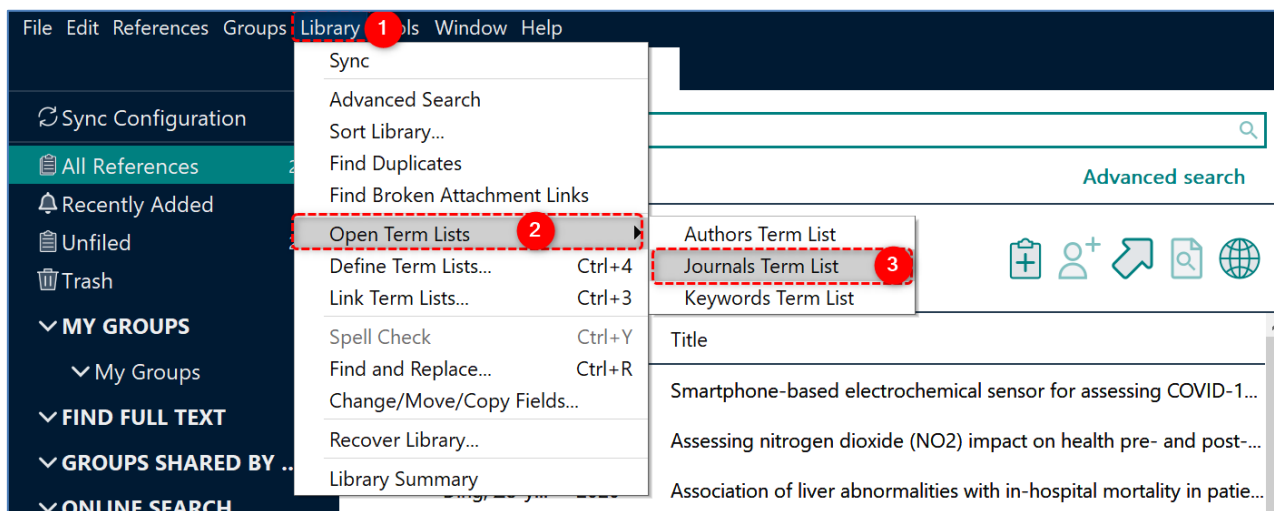 File Edit References Groups Library 1 ols Window Help
Sync
Advanced Search
Sort Library...
Find Duplicates
Find Broken Attachment Links
Open Term Lists 2
Define Term Lists... Ctrl+4
Link Term Lists... Ctrl+3
Spell Check Ctrl+Y
Find and Replace... Ctrl+R
Change/Move/Copy Fields...
Recover Library...
Library Summary
Authors Term List
Journals Term List 3
Keywords Term List
Sync Configuration
All References
Recently Added
Unfiled
Trash
MY GROUPS
My Groups
FIND FULL TEXT
GROUPS SHARED BY ...
ONLINE SEARCH
Advanced search
Title
Smartphone-based electrochemical sensor for assessing COVID-1...
Assessing nitrogen dioxide (NO2) impact on health pre- and post-...
Association of liver abnormalities with in-hospital mortality in patie...